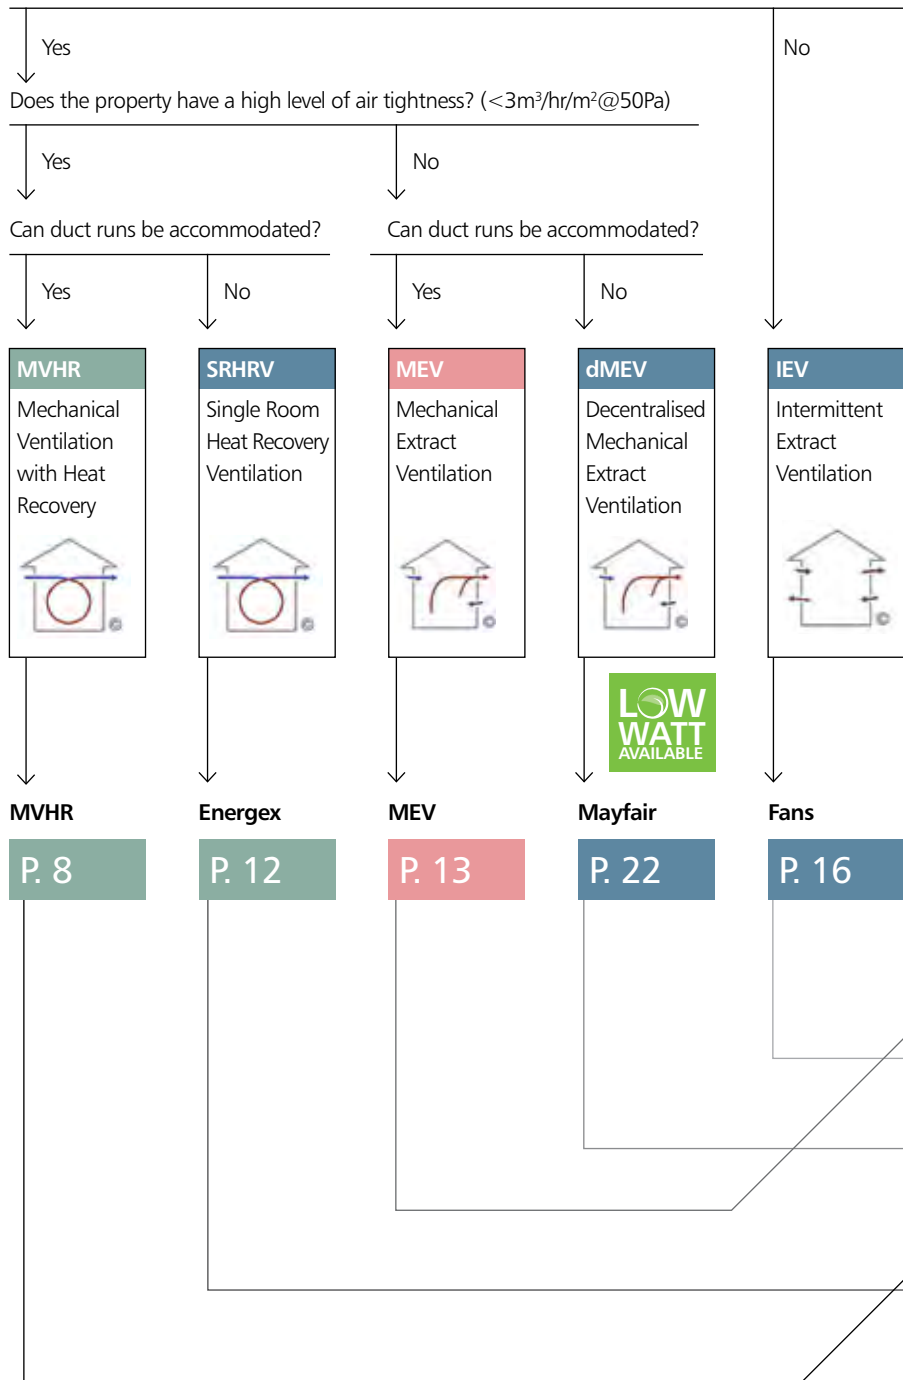 Yes
No
Does the property have a high level of air tightness? (<3m³/hr/m²@50Pa)
Yes
No
Can duct runs be accommodated?
Can duct runs be accommodated?
Yes
No
Yes
No
MVHR
Mechanical
Ventilation
with Heat
Recovery
©
SRHRV
Single Room
Heat Recovery
Ventilation
©
MEV
Mechanical
Extract
Ventilation
©
dMEV
Decentralised
Mechanical
Extract
Ventilation
©
IEV
Intermittent
Extract
Ventilation
©
LOW
WATT
AVAILABLE
MVHR
Energex
MEV
Mayfair
Fans
P. 8
P. 12
P. 13
P. 22
P. 16